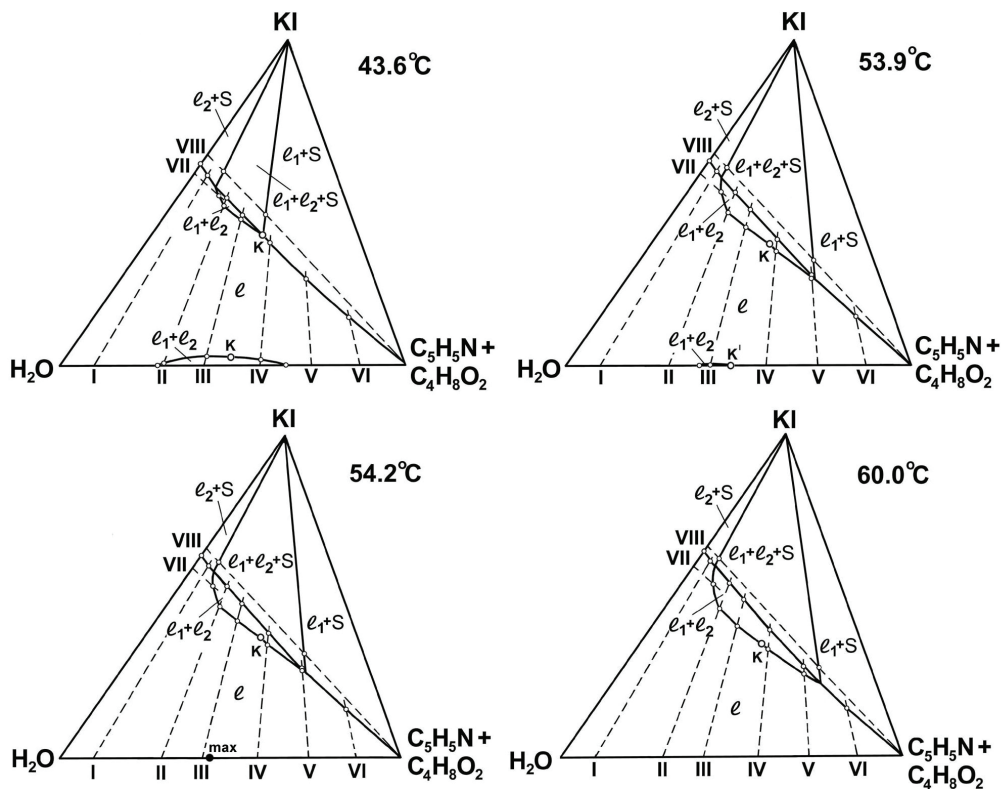 KI
43.6°C
ℓ₂+S
VIII
VII
ℓ₁+S
ℓ₁+ℓ₂+S
ℓ₁+ℓ₂
K
ℓ
ℓ₁+ℓ₂
K
H₂O
I
II
III
IV
V
VI
C₅H₅N+
C₄H₈O₂
KI
53.9°C
ℓ₂+S
VIII
VII
ℓ₁+ℓ₂+S
ℓ₁+ℓ₂
ℓ₁+S
K
ℓ
ℓ₁+ℓ₂
K'
H₂O
I
II
III
IV
V
VI
C₅H₅N+
C₄H₈O₂
KI
54.2°C
ℓ₂+S
VIII
VII
ℓ₁+ℓ₂+S
ℓ₁+ℓ₂
ℓ₁+S
K
ℓ
max
H₂O
I
II
III
IV
V
VI
C₅H₅N+
C₄H₈O₂
KI
60.0°C
ℓ₂+S
VIII
VII
ℓ₁+ℓ₂+S
ℓ₁+ℓ₂
ℓ₁+S
K
ℓ
H₂O
I
II
III
IV
V
VI
C₅H₅N+
C₄H₈O₂